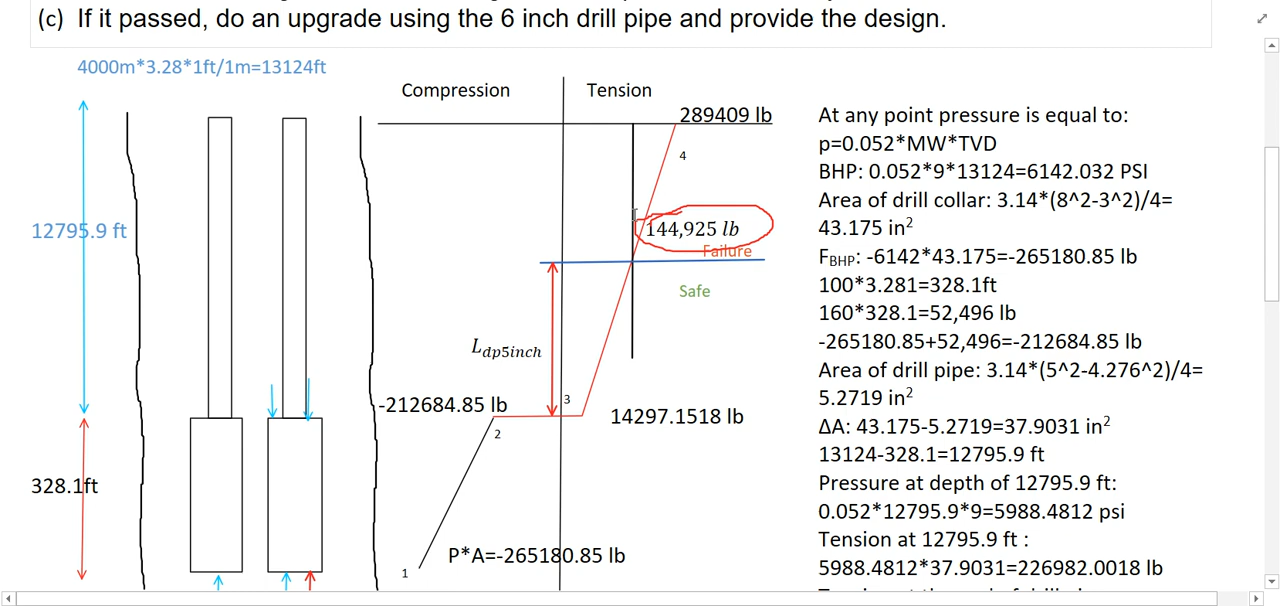 (c) If it passed, do an upgrade using the 6 inch drill pipe and provide the design.
4000m*3.28*1ft/1m=13124ft
Compression
Tension
289409 lb
4
12795.9 ft
144,925 lb
Failure
Safe
L_dp5inch
-212684.85 lb
3
2
14297.1518 lb
328.1ft
P*A=-265180.85 lb
1
At any point pressure is equal to:
p=0.052*MW*TVD
BHP: 0.052*9*13124=6142.032 PSI
Area of drill collar: 3.14*(8^2-3^2)/4=
43.175 in²
FBHP: -6142*43.175=-265180.85 lb
100*3.281=328.1ft
160*328.1=52,496 lb
-265180.85+52,496=-212684.85 lb
Area of drill pipe: 3.14*(5^2-4.276^2)/4=
5.2719 in²
ΔA: 43.175-5.2719=37.9031 in²
13124-328.1=12795.9 ft
Pressure at depth of 12795.9 ft:
0.052*12795.9*9=5988.4812 psi
Tension at 12795.9 ft :
5988.4812*37.9031=226982.0018 lb